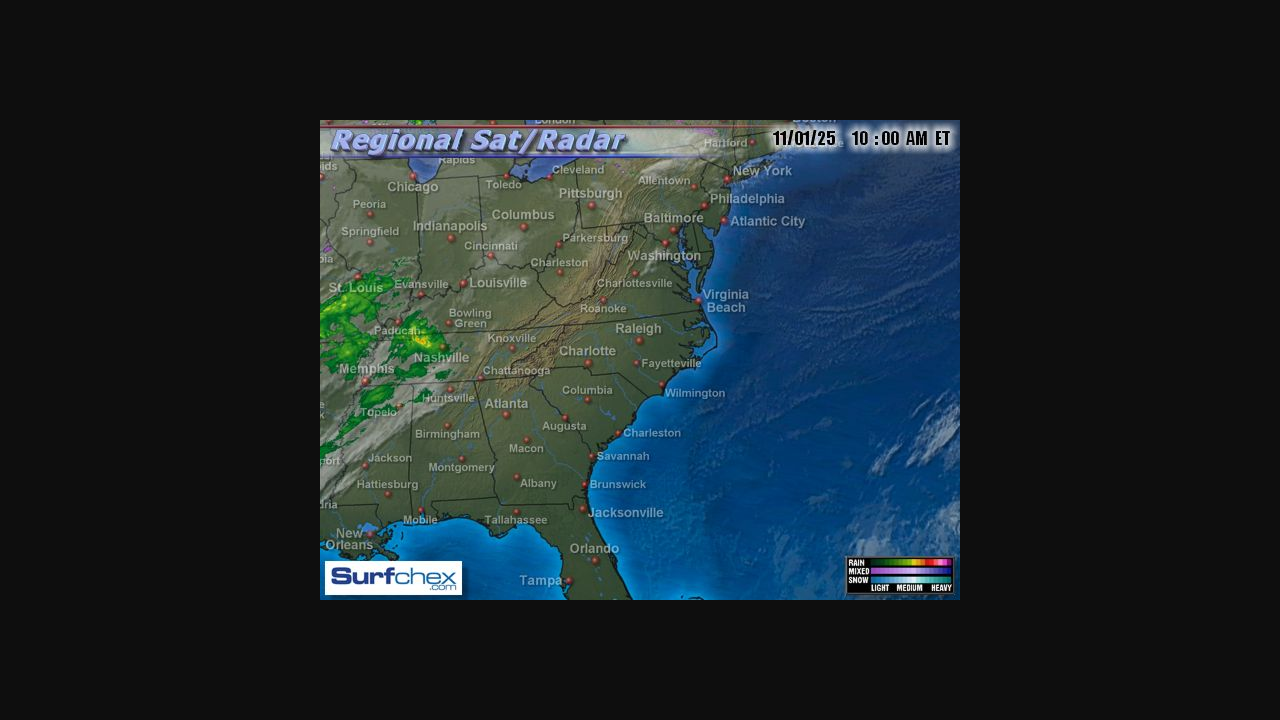 London
Boston
Regional Sat/Radar
11/01/25 10:00 AM ET
Hartford
Rapids
Cleveland
Chicago
Toledo
Allentown
New York
Pittsburgh
Peoria
Philadelphia
Columbus
Baltimore
Atlantic City
Indianapolis
Springfield
Parkersburg
Cincinnati
Washington
Charleston
St. Louis
Evansville
Louisville
Charlottesville
Virginia
Beach
Roanoke
Bowling
Green
Paducah
Raleigh
Knoxville
Nashville
Charlotte
Fayetteville
Memphis
Chattanooga
Columbia
Wilmington
Huntsville
Atlanta
Tupelo
Augusta
Birmingham
Charleston
Macon
Jackson
Savannah
Montgomery
Hattiesburg
Albany
Brunswick
Mobile
Tallahassee
Jacksonville
New
Orleans
Orlando
Tampa
Surfchex
.com
RAIN
MIXED
SNOW
LIGHT MEDIUM HEAVY